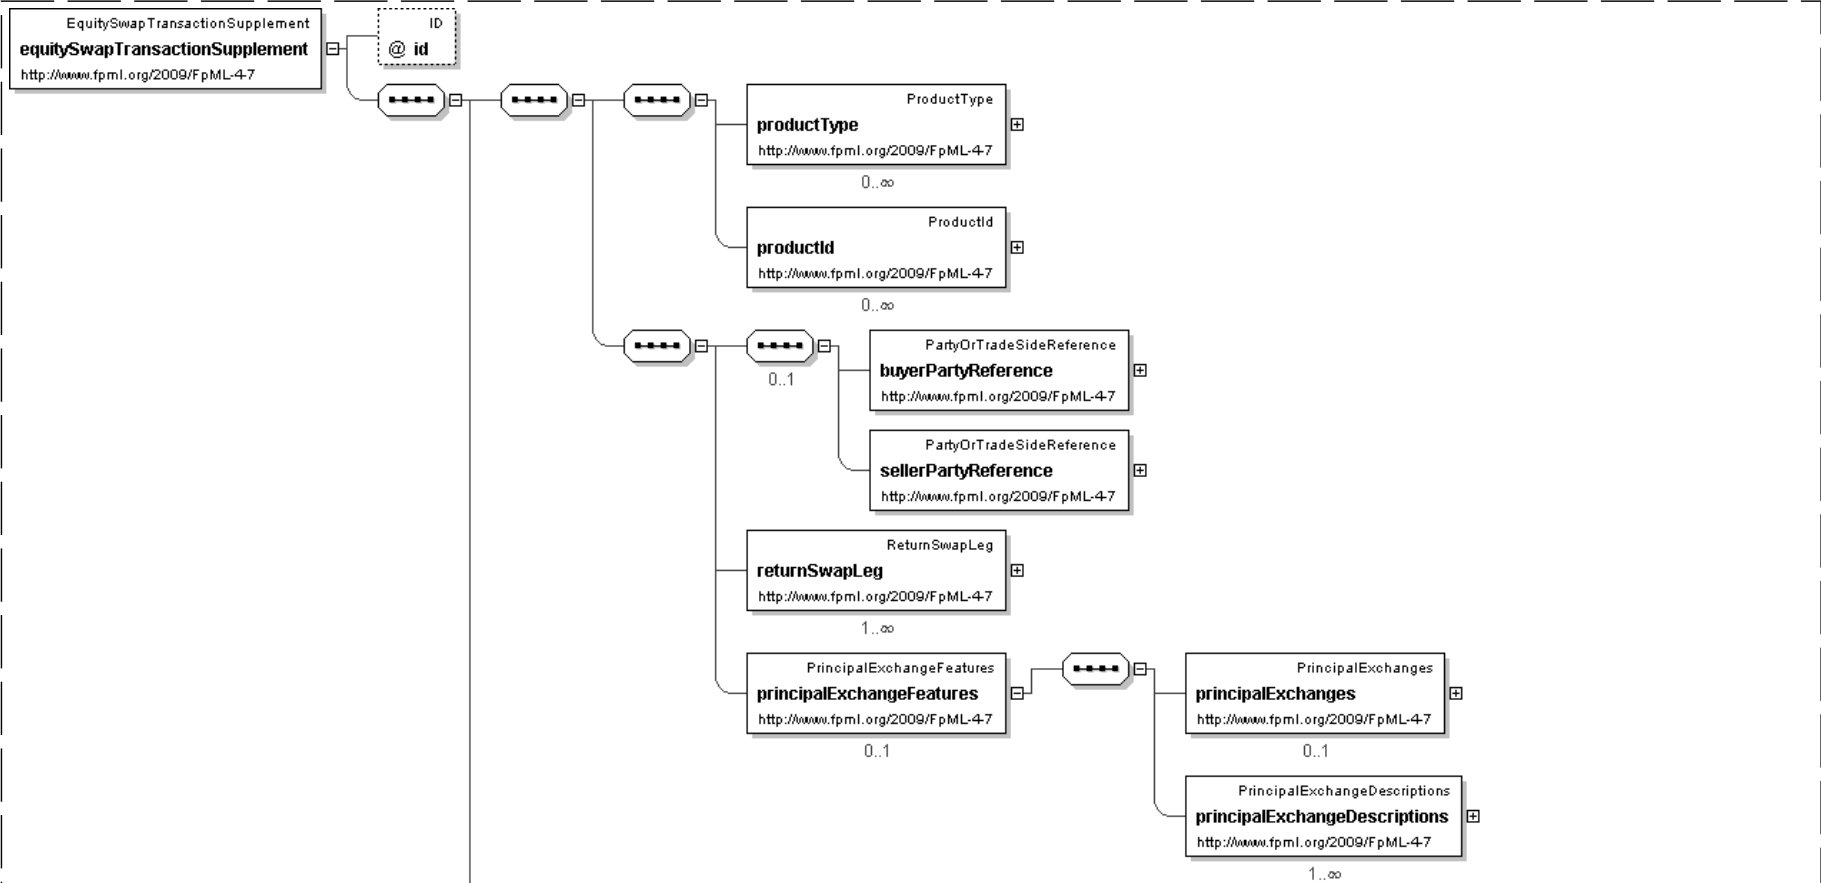 EquitySwapTransactionSupplement
equitySwapTransactionSupplement
http://www.fpml.org/2009/FpML-4-7
ID
@ id
ProductType
productType
http://www.fpml.org/2009/FpML-4-7
0..∞
ProductId
productId
http://www.fpml.org/2009/FpML-4-7
0..∞
0..1
PartyOrTradeSideReference
buyerPartyReference
http://www.fpml.org/2009/FpML-4-7
PartyOrTradeSideReference
sellerPartyReference
http://www.fpml.org/2009/FpML-4-7
ReturnSwapLeg
returnSwapLeg
http://www.fpml.org/2009/FpML-4-7
1..∞
PrincipalExchangeFeatures
principalExchangeFeatures
http://www.fpml.org/2009/FpML-4-7
0..1
PrincipalExchanges
principalExchanges
http://www.fpml.org/2009/FpML-4-7
0..1
PrincipalExchangeDescriptions
principalExchangeDescriptions
http://www.fpml.org/2009/FpML-4-7
1..∞